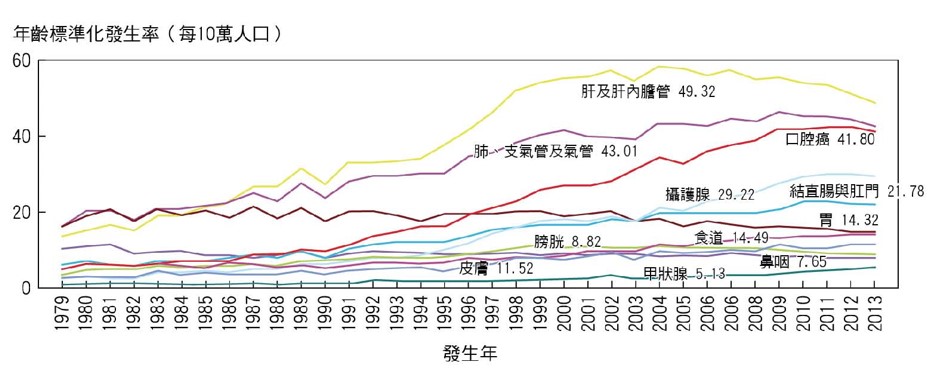 年齡標準化發生率（每10萬人口）
60
肝及肝內膽管 49.32
40
口腔癌 41.80
肺、支氣管及氣管 43.01
攝護腺 29.22
結直腸與肛門 21.78
20
胃 14.32
膀胱 8.82
食道 14.49
皮膚 11.52
鼻咽 7.65
甲狀腺 5.13
0
1979 1980 1981 1982 1983 1984 1985 1986 1987 1988 1989 1990 1991 1992 1993 1994 1995 1996 1997 1998 1999 2000 2001 2002 2003 2004 2005 2006 2007 2008 2009 2010 2011 2012 2013
發生年